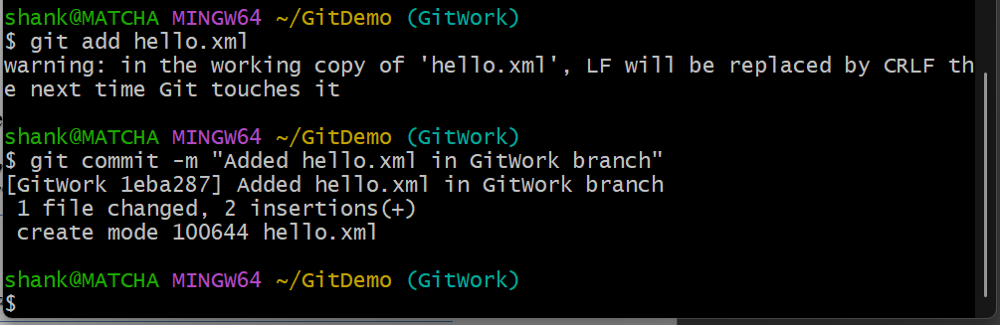 shank@MATCHA MINGW64 ~/GitDemo (GitWork)
$ git add hello.xml
warning: in the working copy of 'hello.xml', LF will be replaced by CRLF th
e next time Git touches it
shank@MATCHA MINGW64 ~/GitDemo (GitWork)
$ git commit -m "Added hello.xml in GitWork branch"
[GitWork 1eba287] Added hello.xml in GitWork branch
 1 file changed, 2 insertions(+)
 create mode 100644 hello.xml
shank@MATCHA MINGW64 ~/GitDemo (GitWork)
$